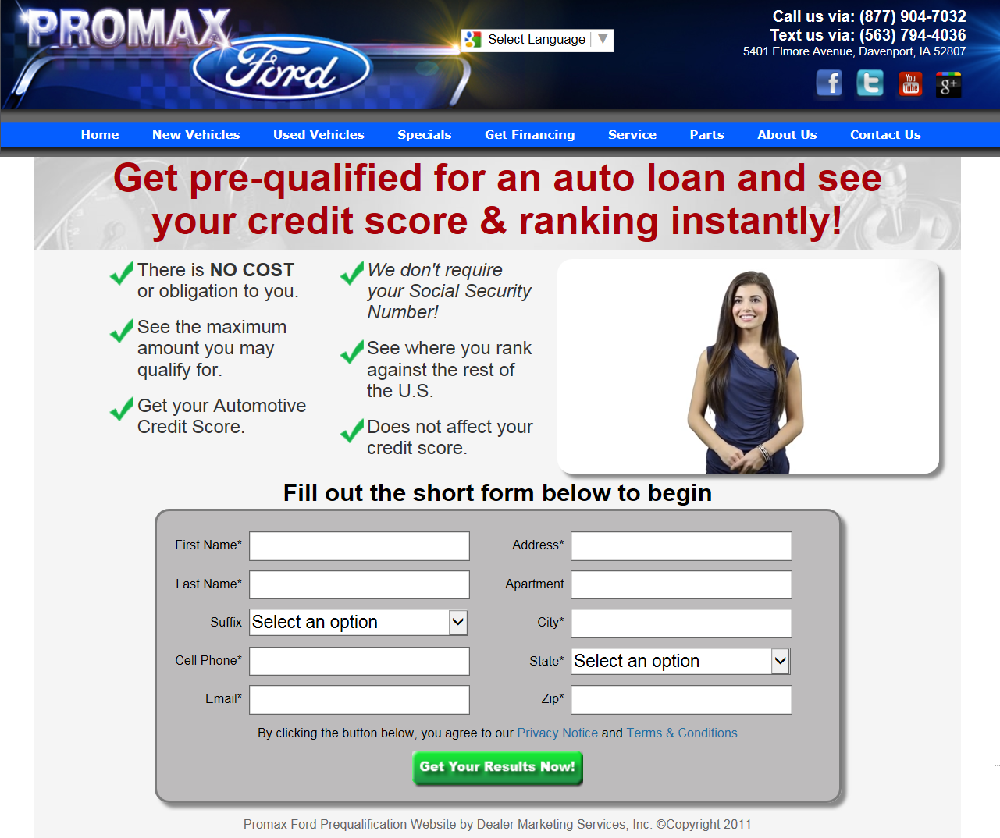 PROMAX
Ford
Select Language ▼
Call us via: (877) 904-7032
Text us via: (563) 794-4036
5401 Elmore Avenue, Davenport, IA 52807
f
t
You
Tube
g+
Home New Vehicles Used Vehicles Specials Get Financing Service Parts About Us Contact Us
Get pre-qualified for an auto loan and see
your credit score & ranking instantly!
There is NO COST
or obligation to you.
See the maximum
amount you may
qualify for.
Get your Automotive
Credit Score.
We don't require
your Social Security
Number!
See where you rank
against the rest of
the U.S.
Does not affect your
credit score.
Fill out the short form below to begin
First Name*
Last Name*
Suffix Select an option
Cell Phone*
Email*
Address*
Apartment
City*
State* Select an option
Zip*
By clicking the button below, you agree to our Privacy Notice and Terms & Conditions
Get Your Results Now!
Promax Ford Prequalification Website by Dealer Marketing Services, Inc. ©Copyright 2011